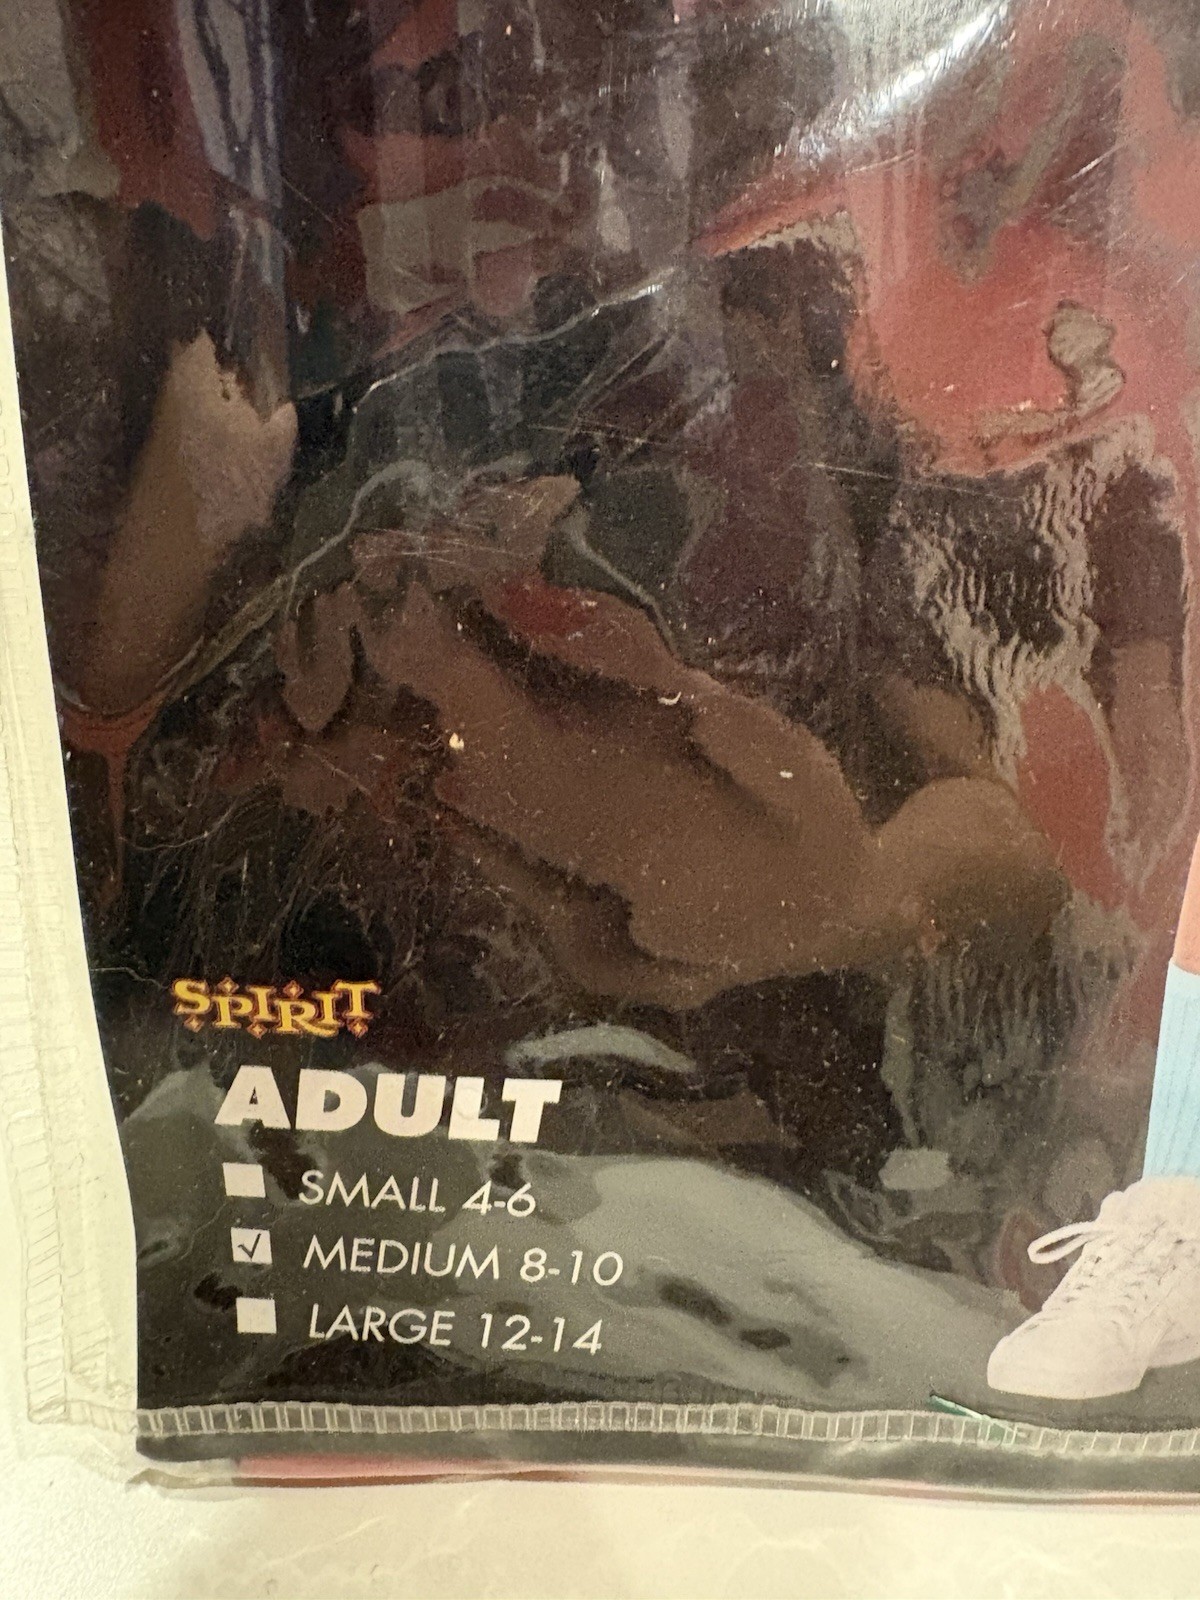 SPIRIT
ADULT
SMALL 4-6
MEDIUM 8-10
LARGE 12-14